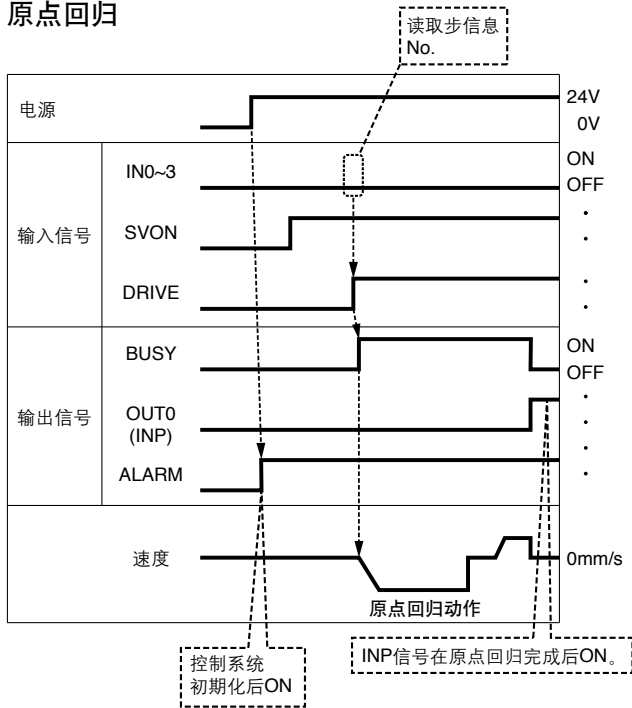 原点回归
读取步信息
No.
电源
24V
0V
IN0~3
ON
OFF
输入信号
SVON
DRIVE
BUSY
ON
OFF
输出信号
OUT0
(INP)
ALARM
速度
0mm/s
原点回归动作
控制系统
初期化后ON
INP信号在原点回归完成后ON。